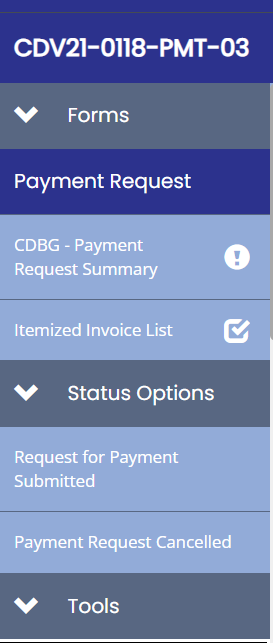 CDV21-0118-PMT-03
Forms
Payment Request
CDBG - Payment
Request Summary
Itemized Invoice List
Status Options
Request for Payment
Submitted
Payment Request Cancelled
Tools